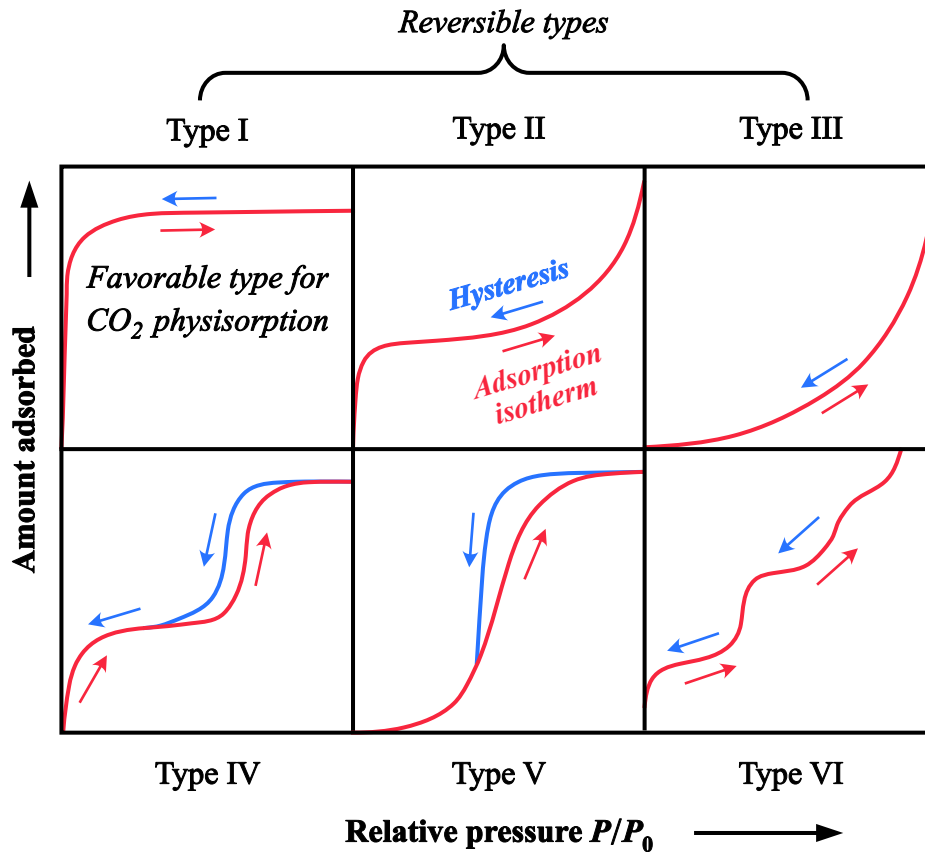 Reversible types
Type I
Type II
Type III
Favorable type for
CO₂ physisorption
Hysteresis
Adsorption
isotherm
Amount adsorbed
Type IV
Type V
Type VI
Relative pressure P/P₀